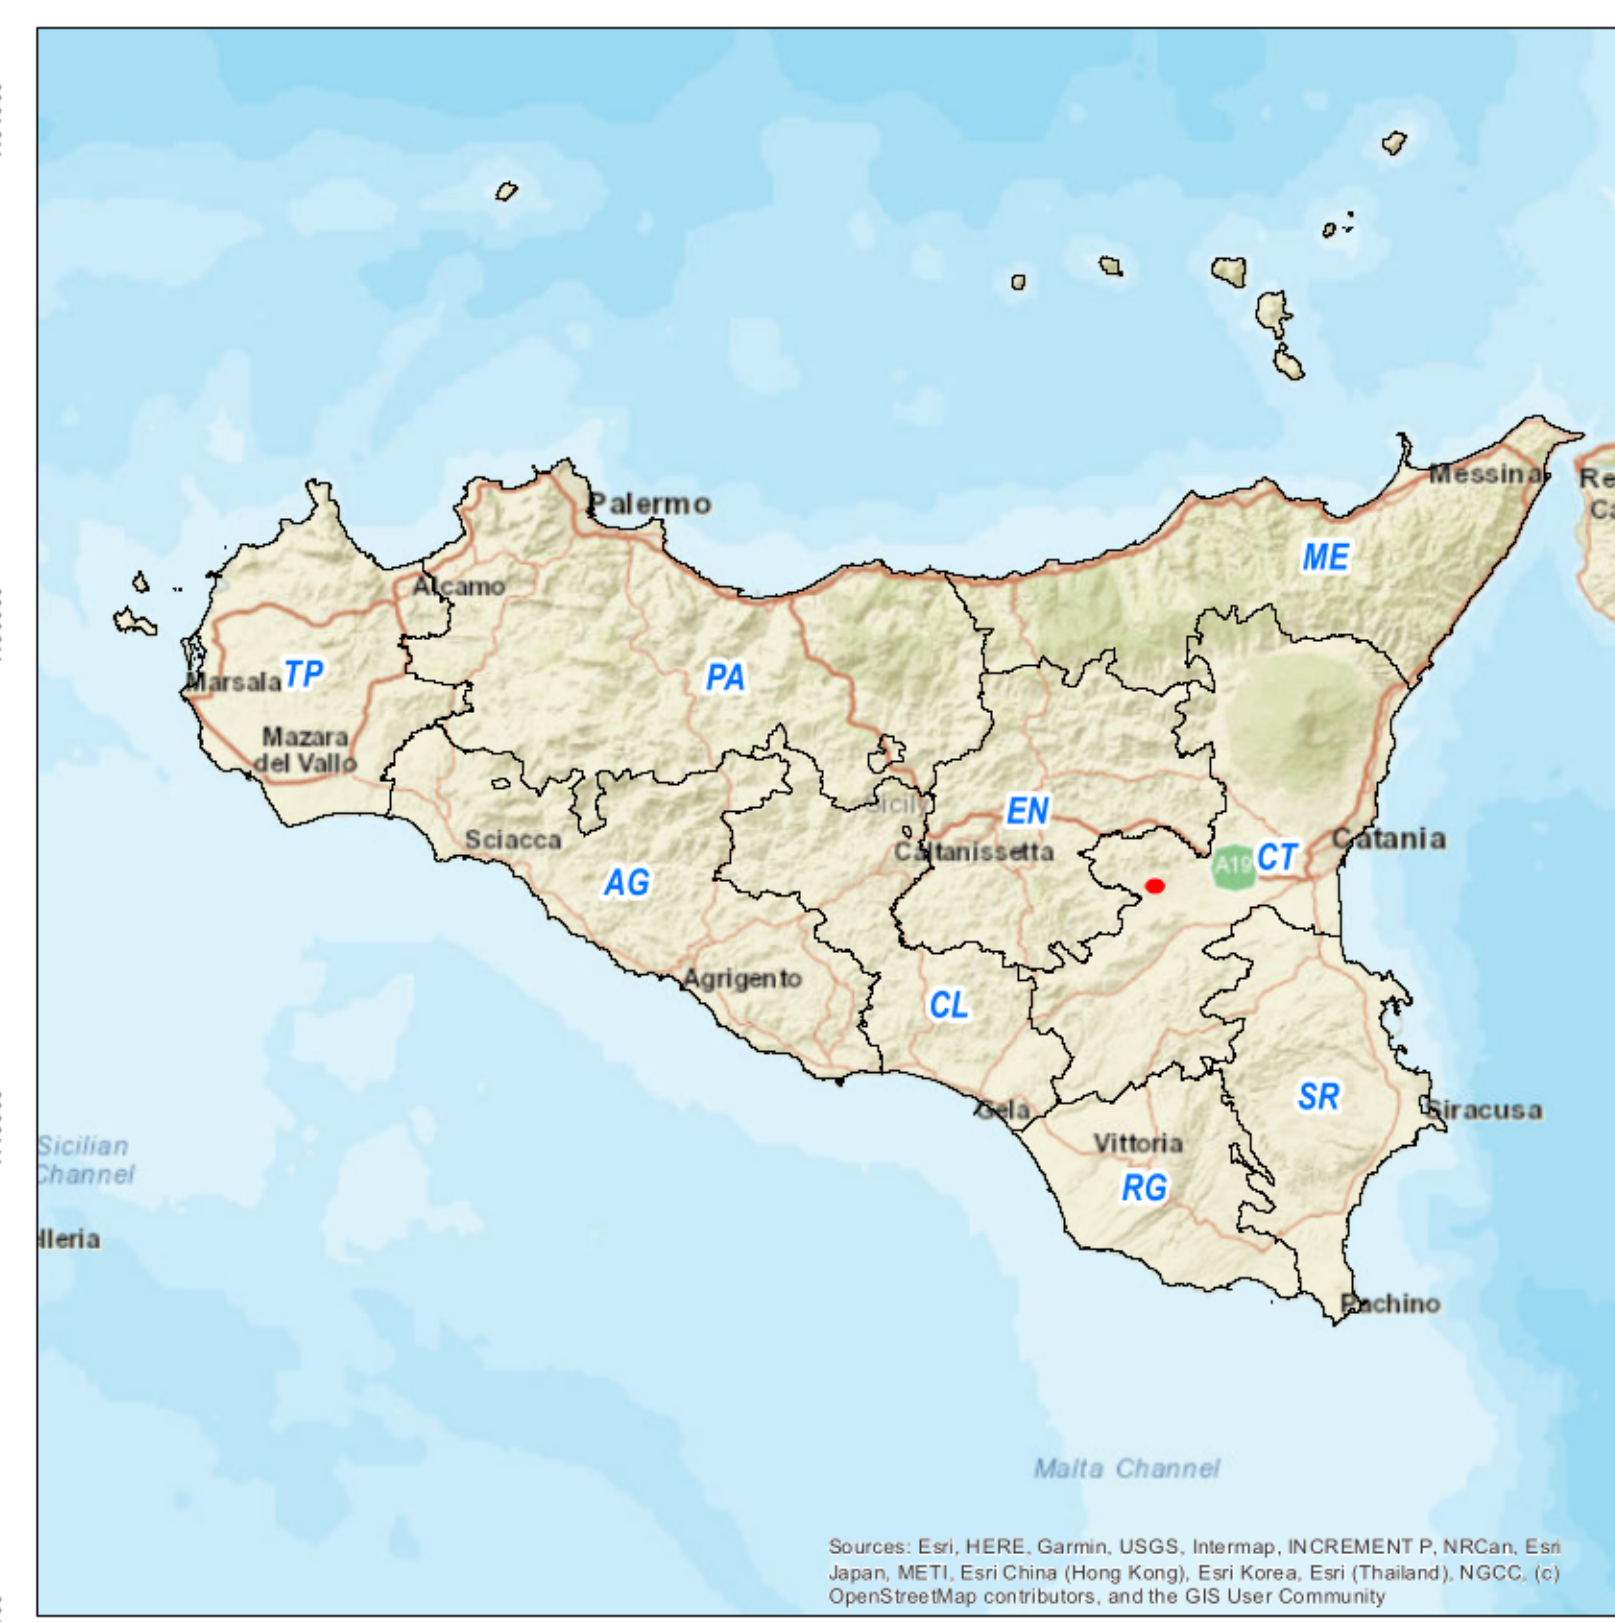 Palermo
Messina
Re
Ca
ME
Alcamo
TP
Marsala
PA
Mazara
del Vallo
Sicily
EN
Sciacca
Caltanissetta
A19
CT
Catania
AG
Agrigento
CL
Gela
SR
Siracusa
Sicilian
Channel
Vittoria
RG
lleria
Pachino
Malta Channel
Sources: Esri, HERE, Garmin, USGS, Intermap, INCREMENT P, NRCan, Esri
Japan, METI, Esri China (Hong Kong), Esri Korea, Esri (Thailand), NGCC, (c)
OpenStreetMap contributors, and the GIS User Community